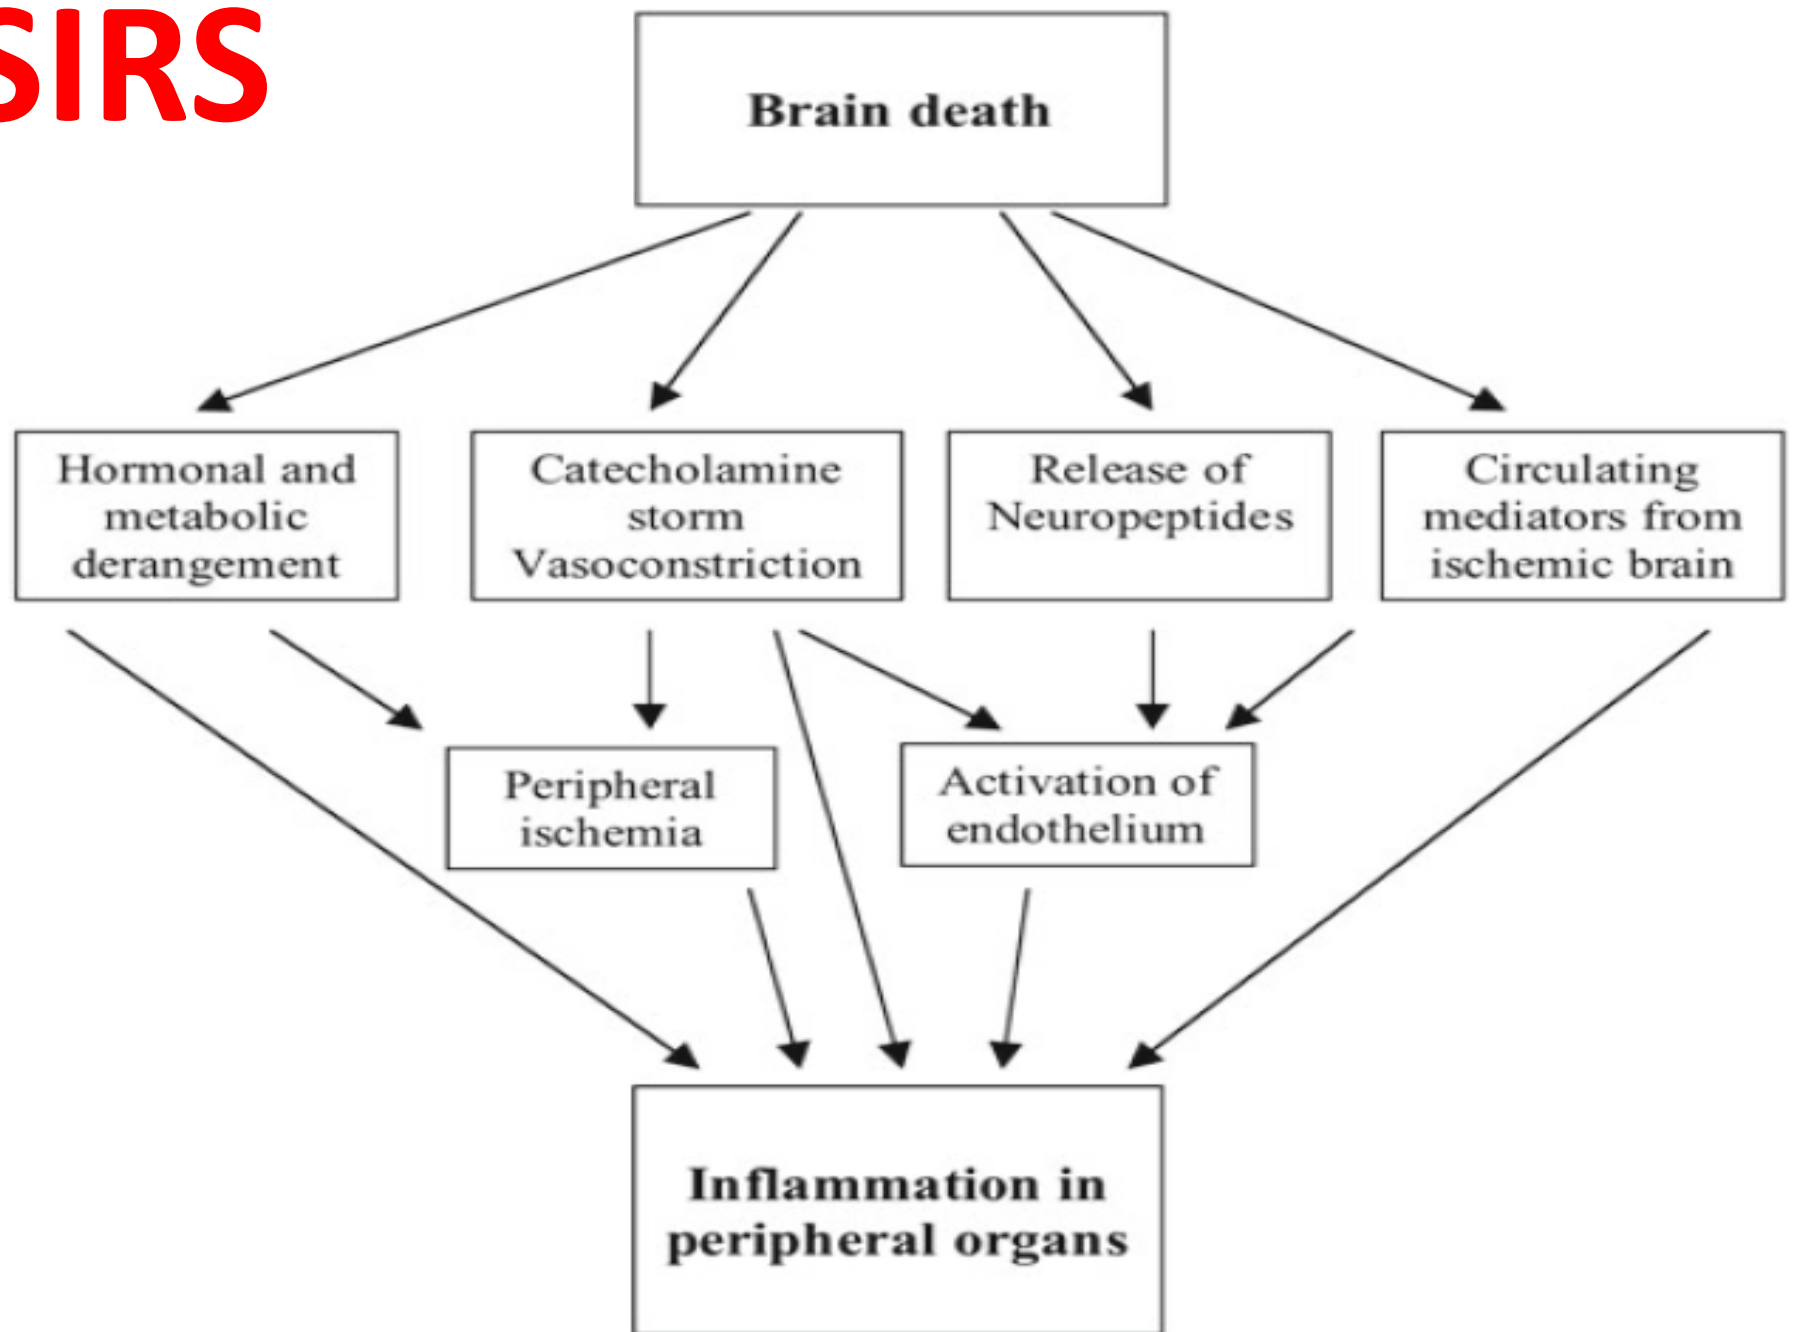 SIRS
Brain death
Hormonal and
metabolic
derangement
Catecholamine
storm
Vasoconstriction
Release of
Neuropeptides
Circulating
mediators from
ischemic brain
Peripheral
ischemia
Activation of
endothelium
Inflammation in
peripheral organs